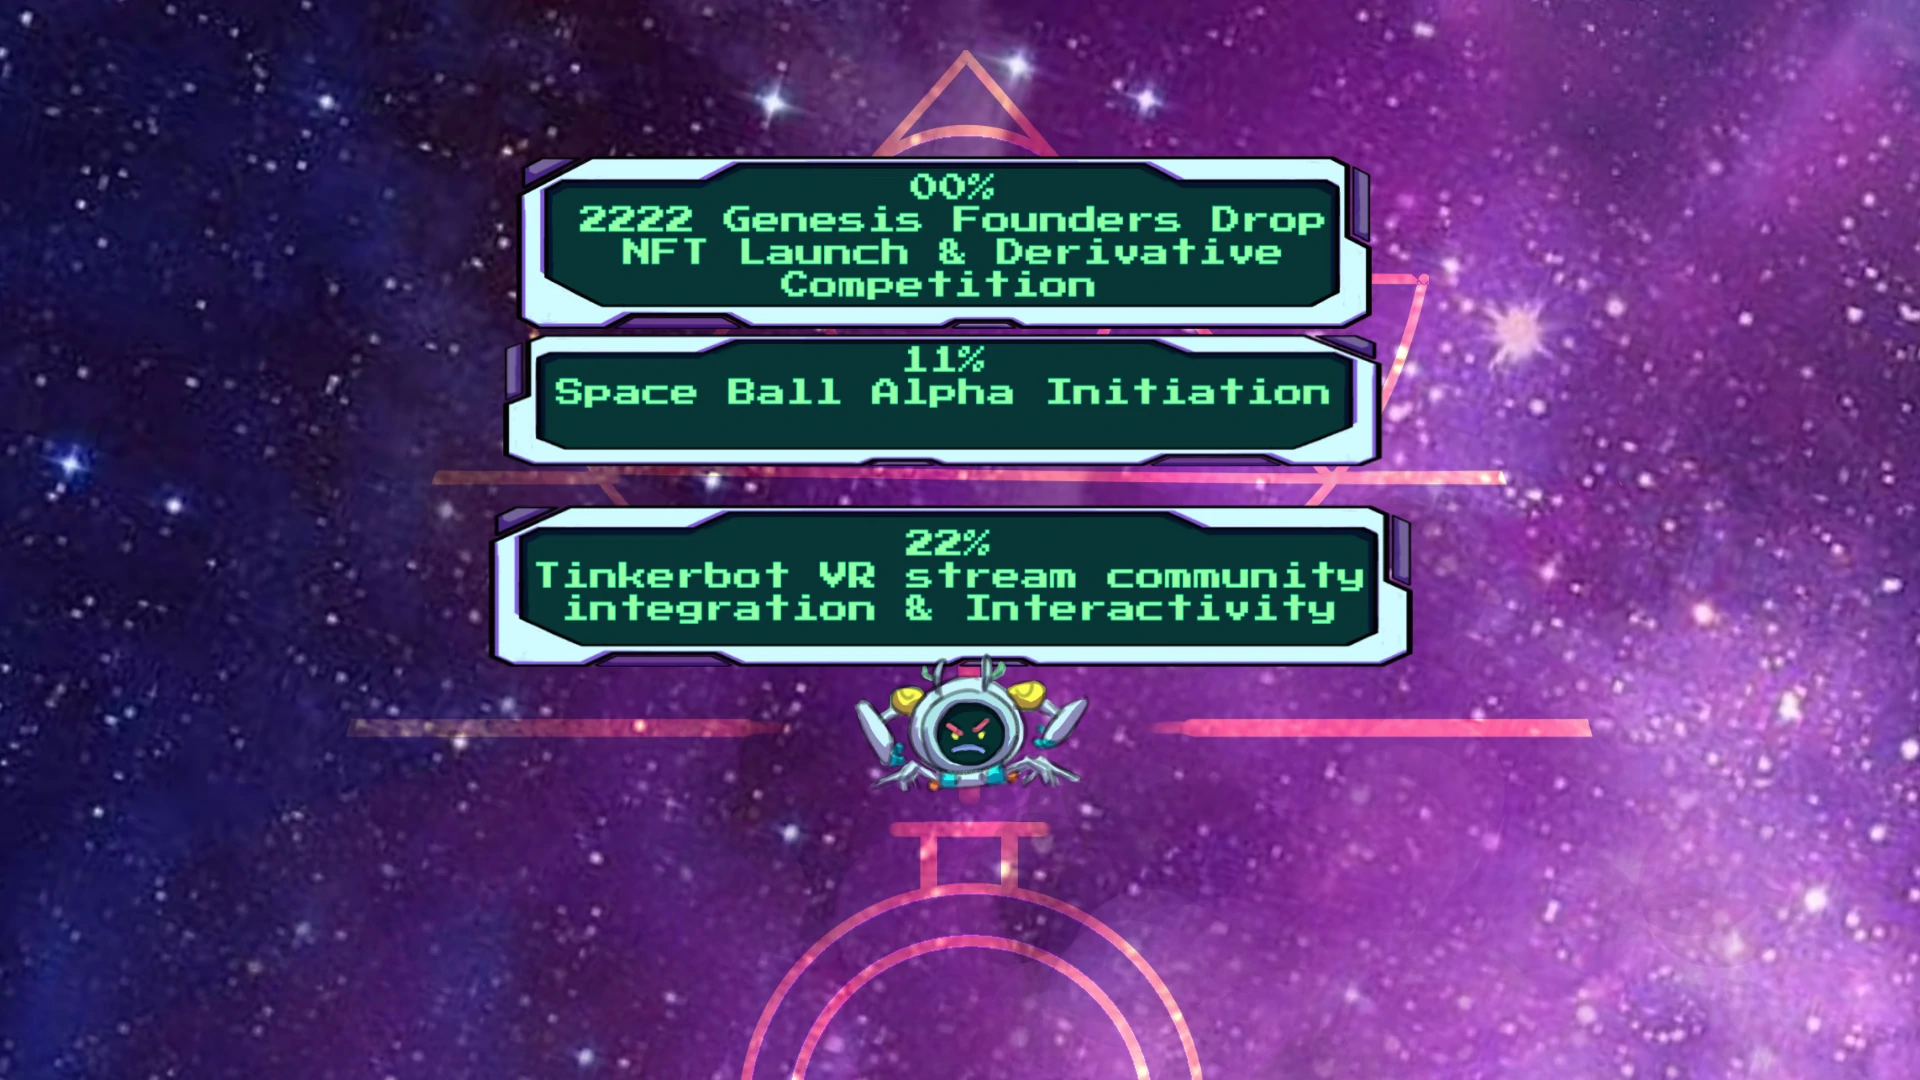 00%
2222 Genesis Founders Drop
NFT Launch & Derivative
Competition
11%
Space Ball Alpha Initiation
22%
Tinkerbot VR stream community
integration & Interactivity